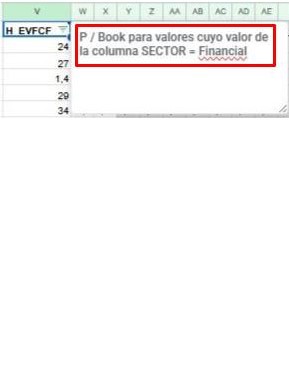 V W X Y Z AA AB AC AD AE
H_EVFCF
P / Book para valores cuyo valor de
la columna SECTOR = Financial
24
27
1,4
29
34